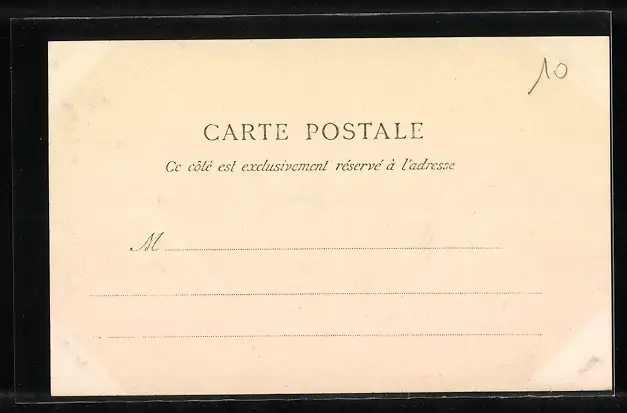 10
CARTE POSTALE
Ce côté est exclusivement réservé à l'adresse
M